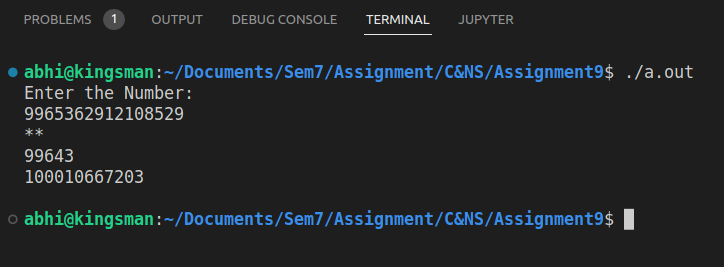 PROBLEMS 1 OUTPUT DEBUG CONSOLE TERMINAL JUPYTER
abhi@kingsman:~/Documents/Sem7/Assignment/C&NS/Assignment9$ ./a.out
Enter the Number:
9965362912108529
**
99643
100010667203
abhi@kingsman:~/Documents/Sem7/Assignment/C&NS/Assignment9$